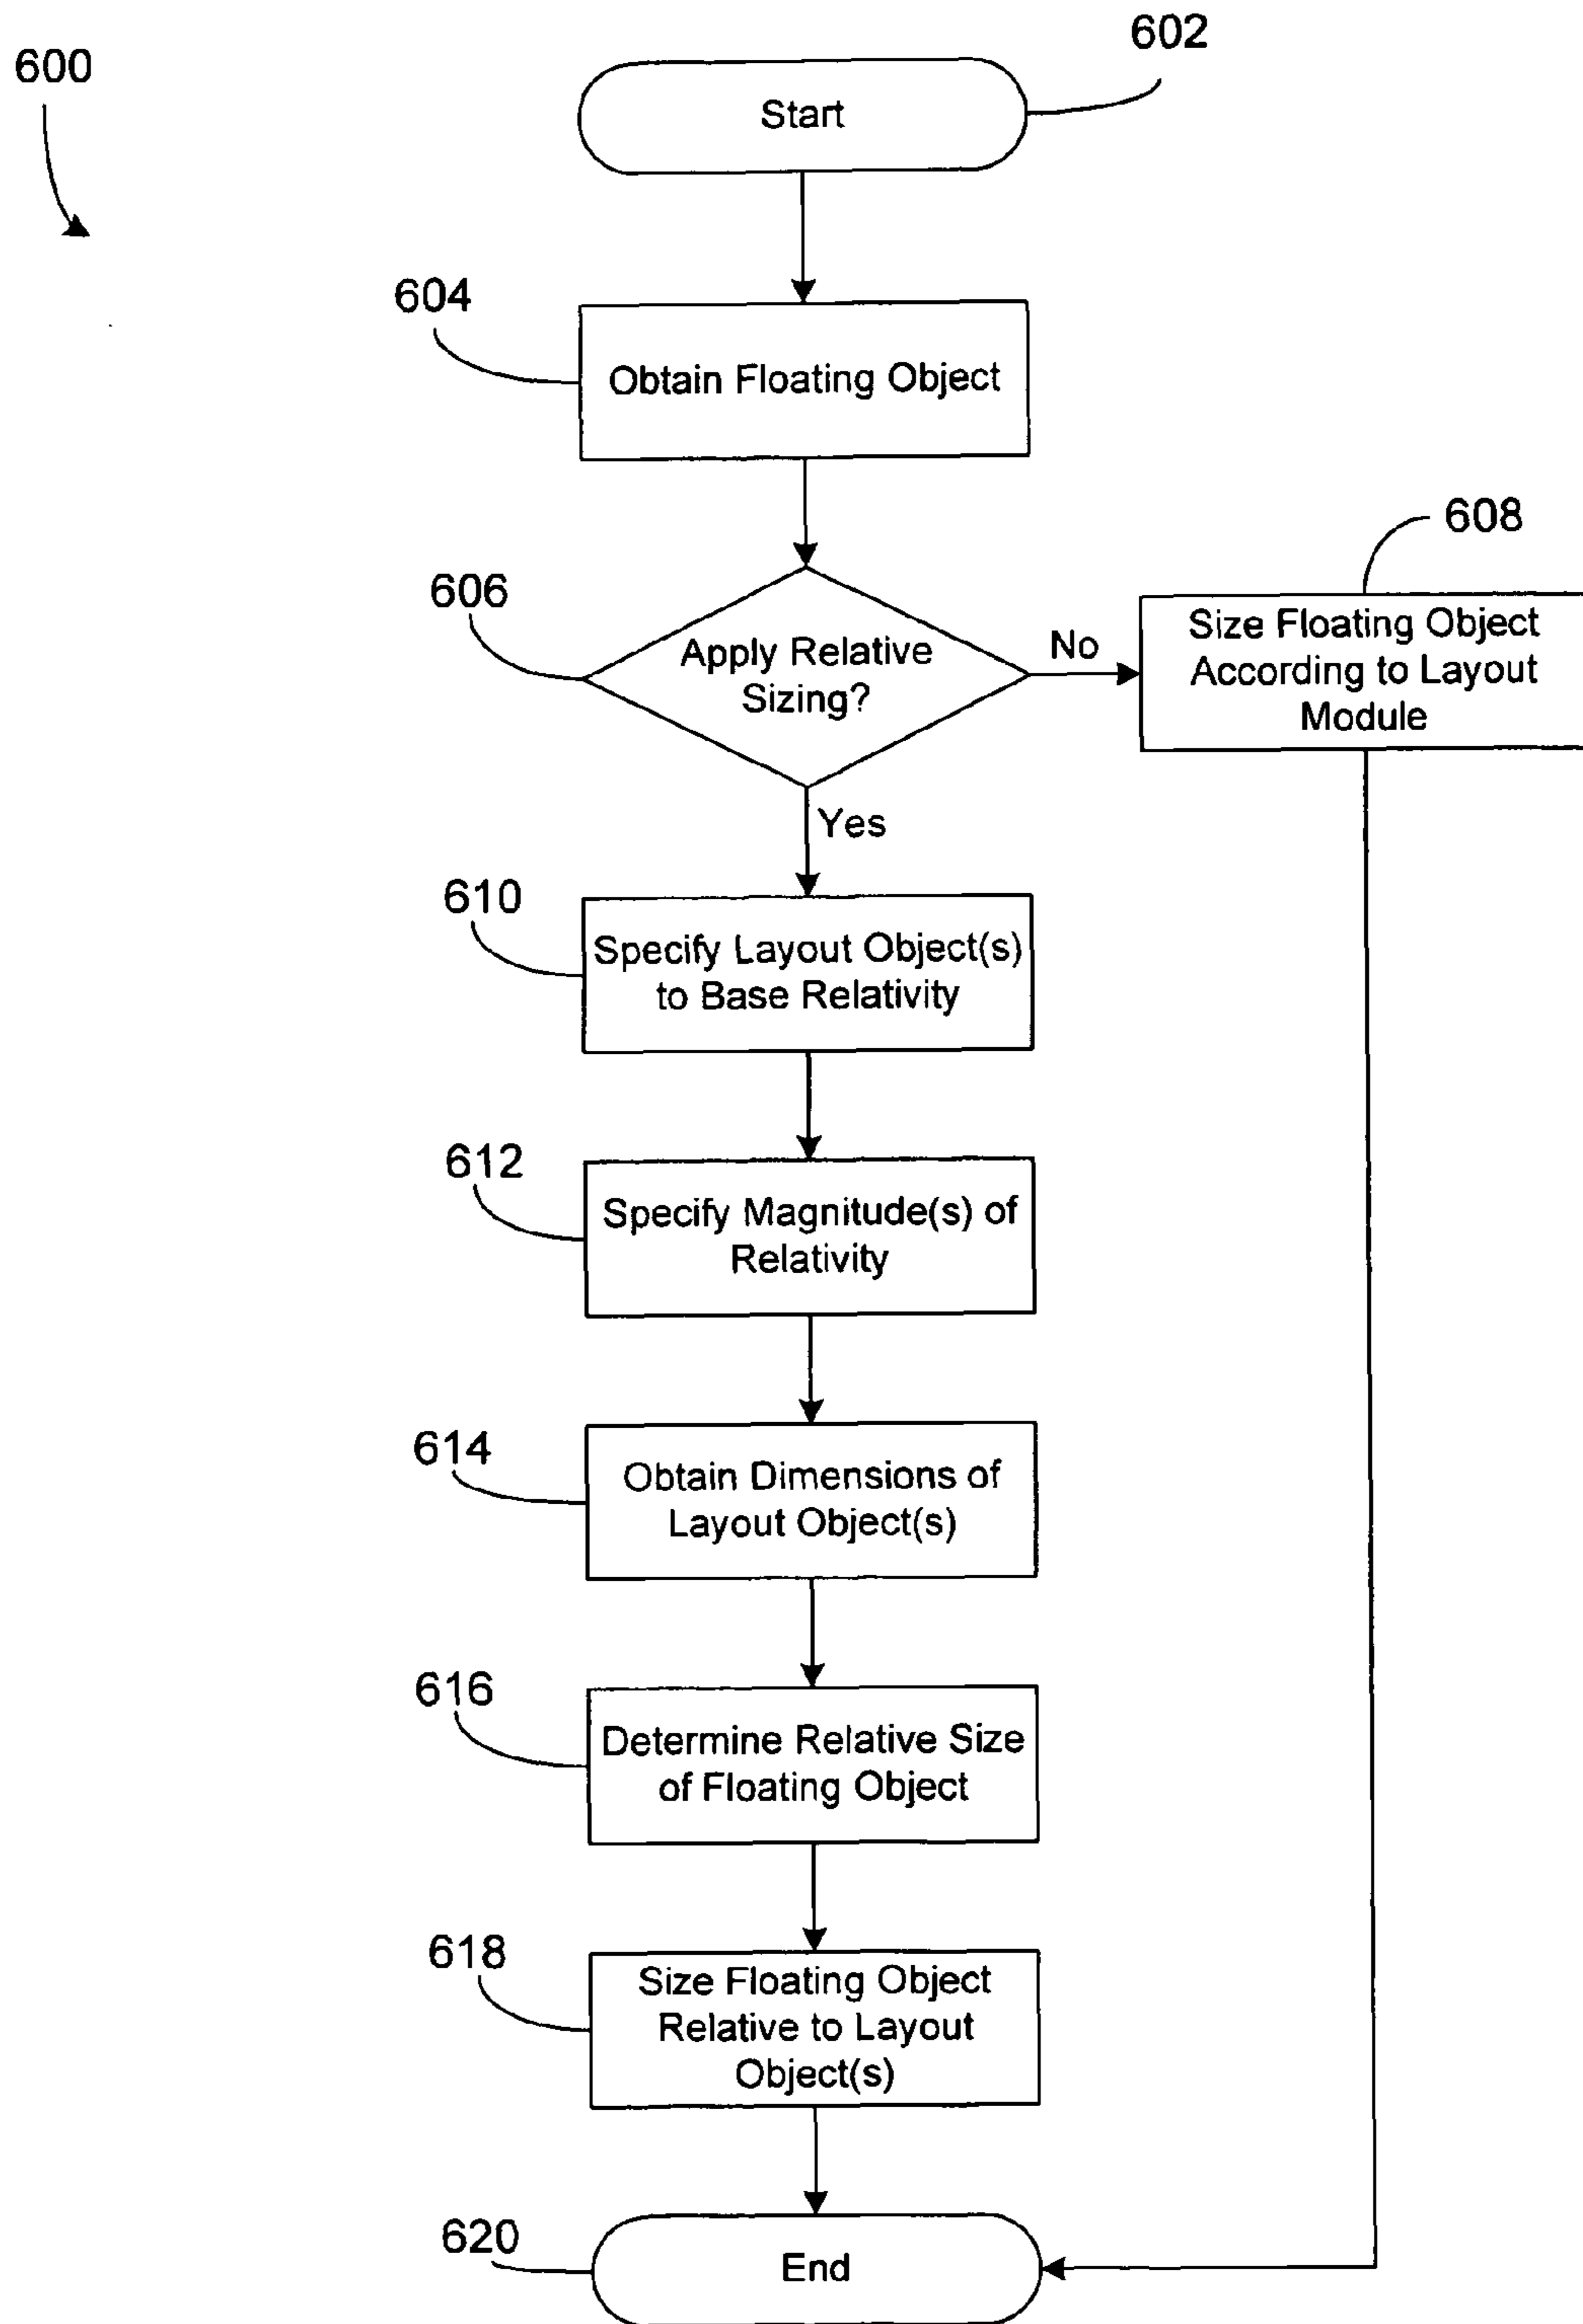 600
602
Start
604
Obtain Floating Object
606
Apply Relative
Sizing?
No
608
Size Floating Object
According to Layout
Module
Yes
610
Specify Layout Object(s)
to Base Relativity
612
Specify Magnitude(s) of
Relativity
614
Obtain Dimensions of
Layout Object(s)
616
Determine Relative Size
of Floating Object
618
Size Floating Object
Relative to Layout
Object(s)
620
End